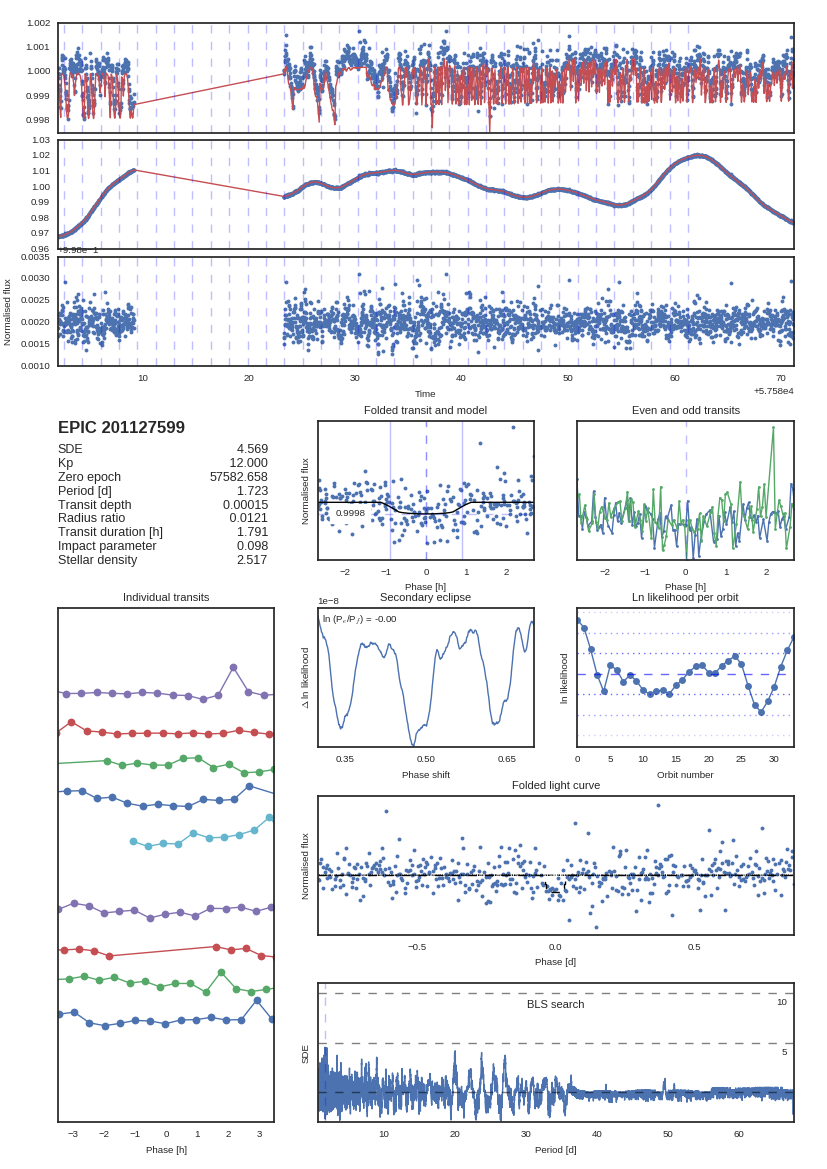 1.002
1.001
1.000
0.999
0.998
1.03
1.02
1.01
1.00
0.99
0.98
0.97
0.96
+9.98e−1
0.0035
0.0030
0.0025
0.0020
0.0015
0.0010
Normalised flux
10 20 30 40 50 60 70
Time
+5.758e4
EPIC 201127599
SDE 4.569
Kp 12.000
Zero epoch 57582.658
Period [d] 1.723
Transit depth 0.00015
Radius ratio 0.0121
Transit duration [h] 1.791
Impact parameter 0.098
Stellar density 2.517
Folded transit and model
Normalised flux
0.9998
−2 −1 0 1 2
Phase [h]
Even and odd transits
−2 −1 0 1 2
Phase [h]
Individual transits
−3 −2 −1 0 1 2 3
Phase [h]
Secondary eclipse
1e−8
Δ ln likelihood
0.35 0.50 0.65
Phase shift
Ln likelihood per orbit
ln likelihood
0 5 10 15 20 25 30
Orbit number
Folded light curve
Normalised flux
−0.5 0.0 0.5
Phase [d]
BLS search
10
5
SDE
10 20 30 40 50 60
Period [d]